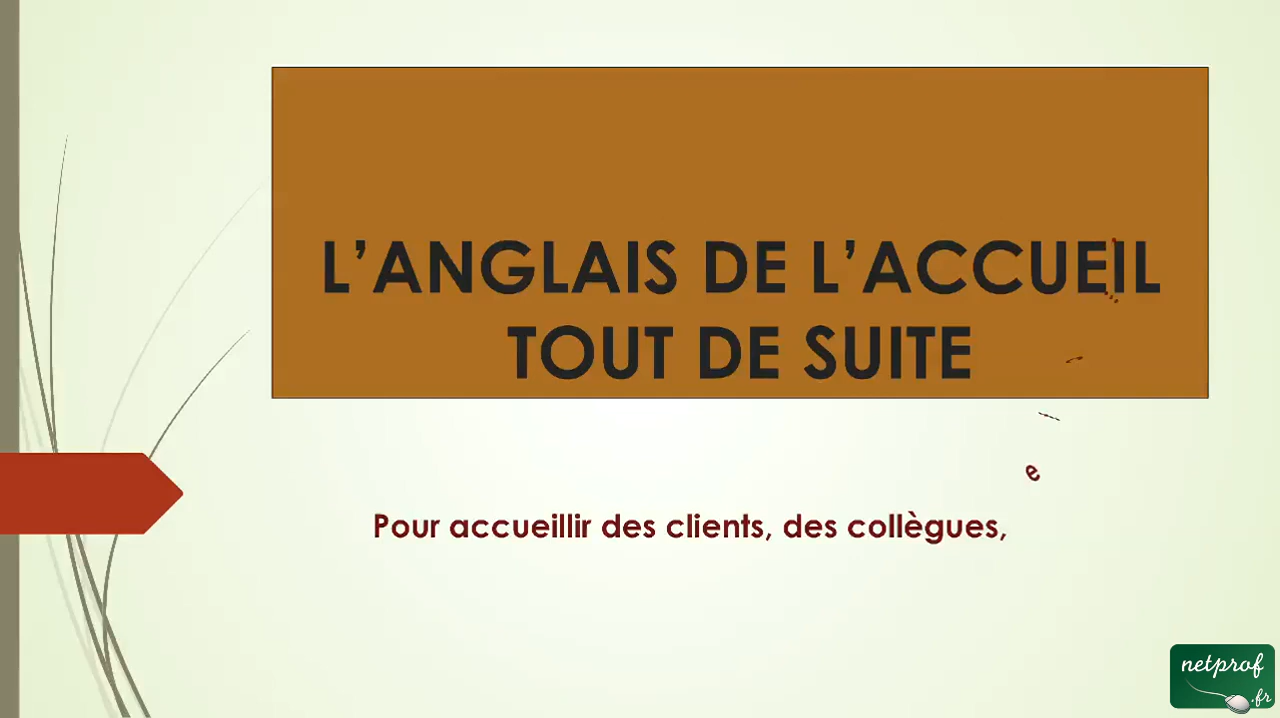 L’ANGLAIS DE L’ACCUEIL
TOUT DE SUITE
e
Pour accueillir des clients, des collègues,
netprof
.fr